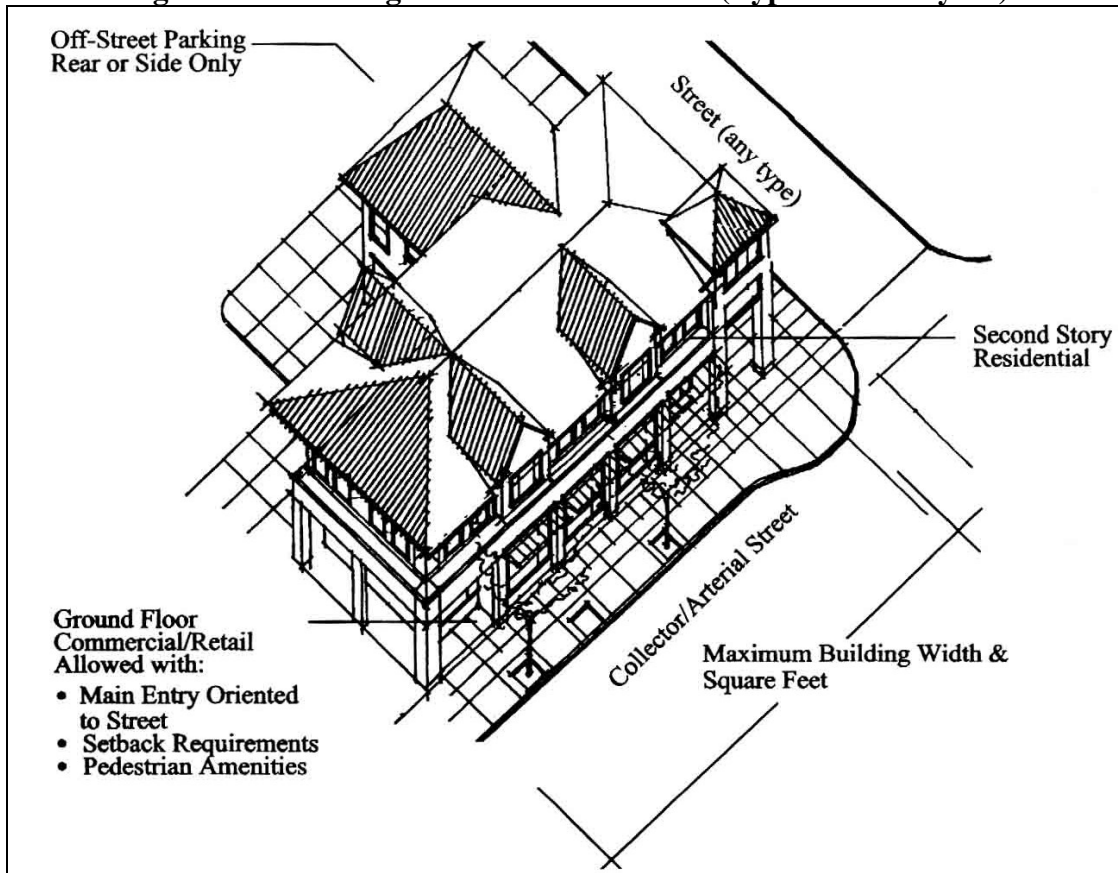 Off-Street Parking
Rear or Side Only
Street (any type)
Second Story
Residential
Collector/Arterial Street
Ground Floor
Commercial/Retail
Allowed with:
• Main Entry Oriented
to Street
• Setback Requirements
• Pedestrian Amenities
Maximum Building Width &
Square Feet